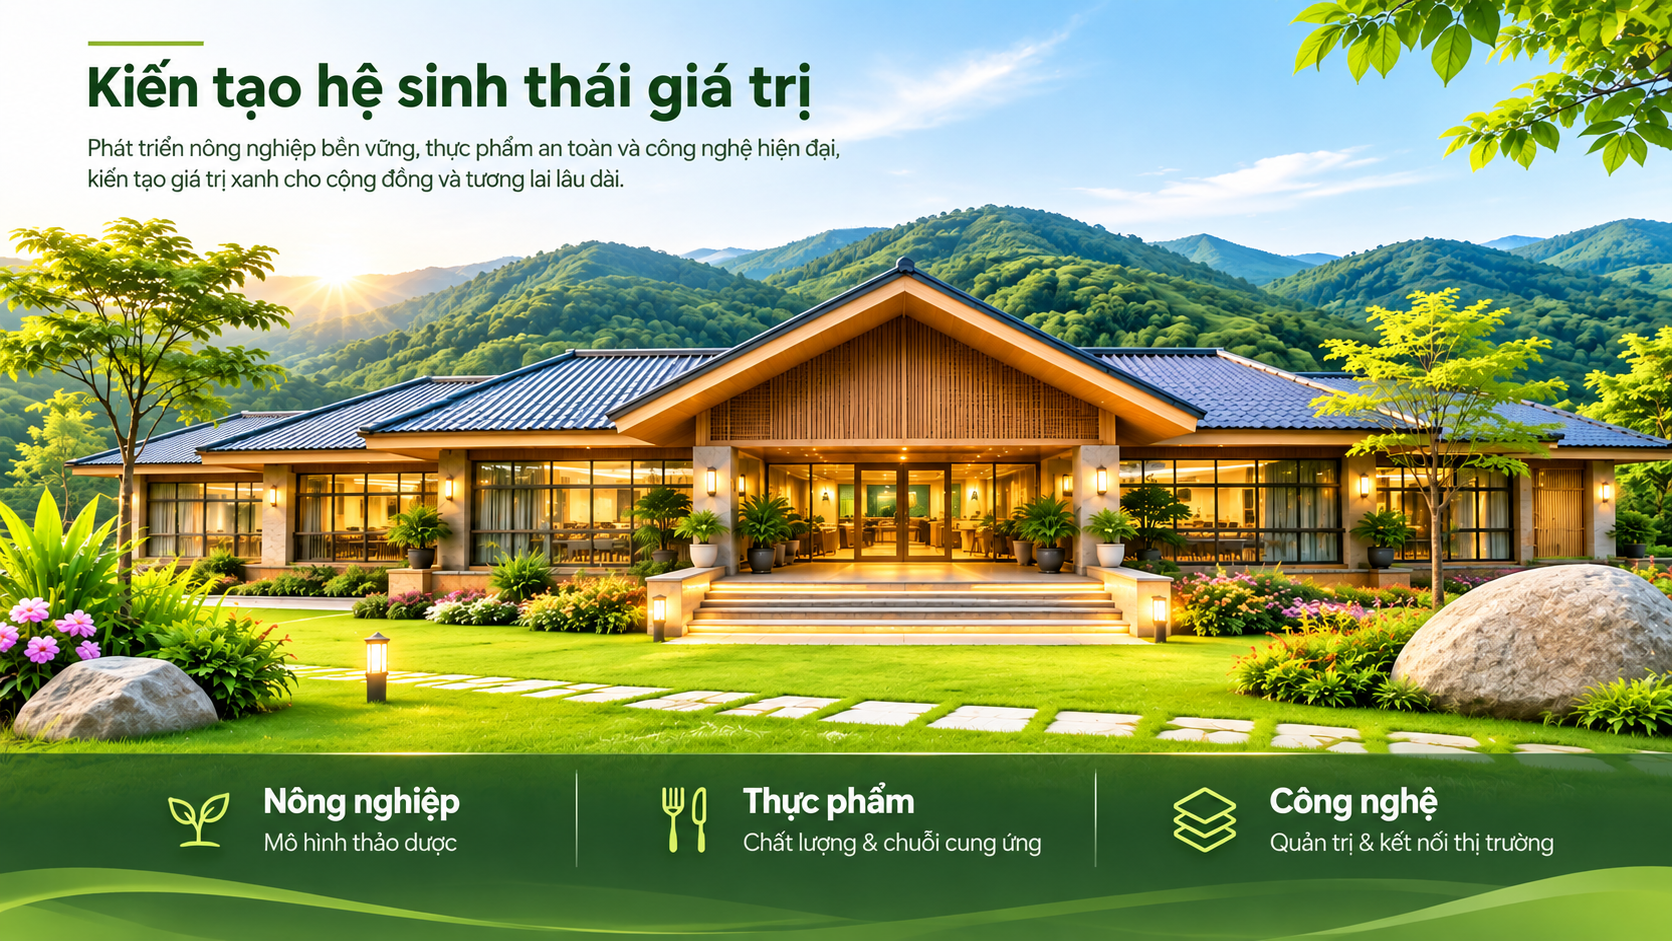 Kiến tạo hệ sinh thái giá trị
Phát triển nông nghiệp bền vững, thực phẩm an toàn và công nghệ hiện đại,
kiến tạo giá trị xanh cho cộng đồng và tương lai lâu dài.
Nông nghiệp
Mô hình thảo dược
Thực phẩm
Chất lượng & chuỗi cung ứng
Công nghệ
Quản trị & kết nối thị trường